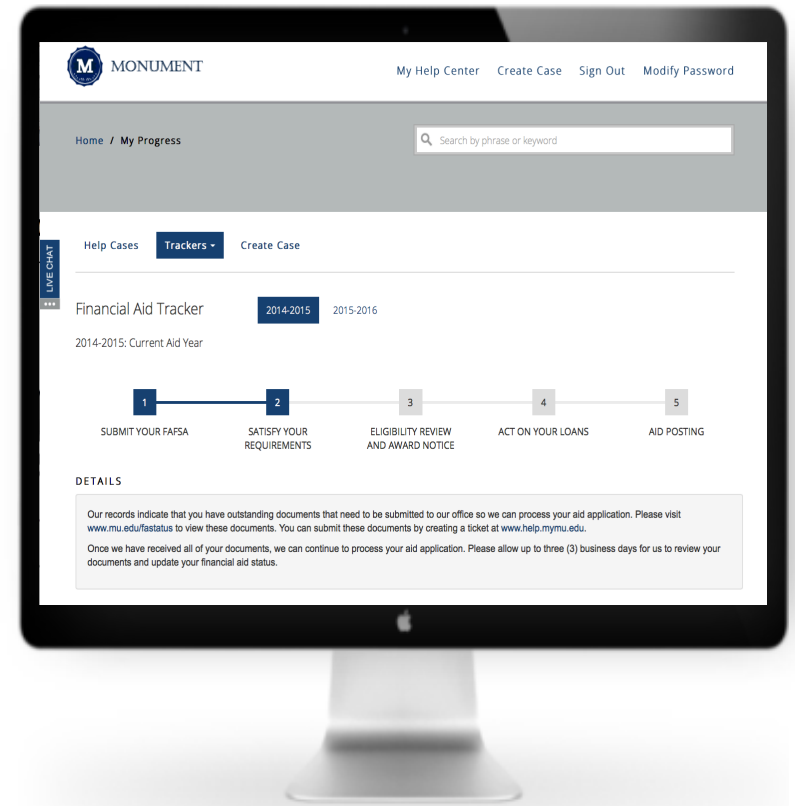 M MONUMENT
My Help Center Create Case Sign Out Modify Password
Home / My Progress
Search by phrase or keyword
LIVE CHAT
Help Cases Trackers Create Case
Financial Aid Tracker 2014-2015 2015-2016
2014-2015: Current Aid Year
1 2 3 4 5
SUBMIT YOUR FAFSA
SATISFY YOUR
REQUIREMENTS
ELIGIBILITY REVIEW
AND AWARD NOTICE
ACT ON YOUR LOANS
AID POSTING
DETAILS
Our records indicate that you have outstanding documents that need to be submitted to our office so we can process your aid application. Please visit
www.mu.edu/fastatus to view these documents. You can submit these documents by creating a ticket at www.help.mymu.edu.
Once we have received all of your documents, we can continue to process your aid application. Please allow up to three (3) business days for us to review your
documents and update your financial aid status.